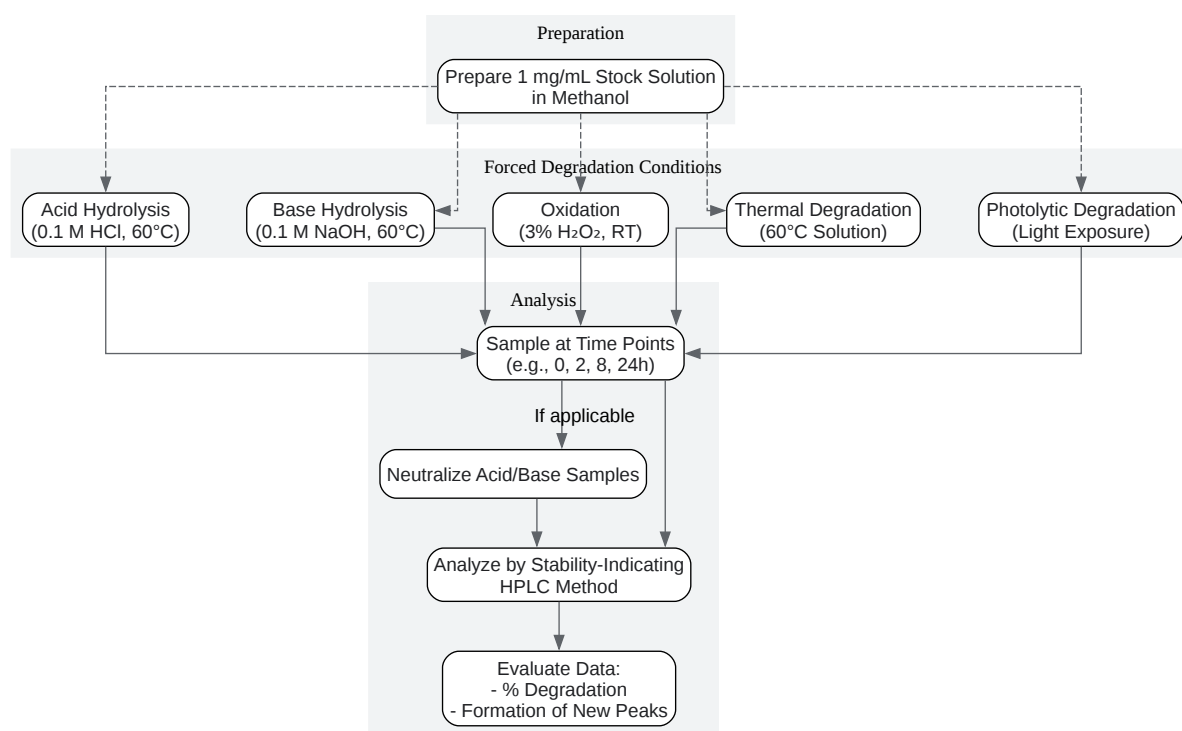 Preparation
Prepare 1 mg/mL Stock Solution
in Methanol
Forced Degradation Conditions
Acid Hydrolysis
(0.1 M HCl, 60°C)
Base Hydrolysis
(0.1 M NaOH, 60°C)
Oxidation
(3% H₂O₂, RT)
Thermal Degradation
(60°C Solution)
Photolytic Degradation
(Light Exposure)
Analysis
Sample at Time Points
(e.g., 0, 2, 8, 24h)
If applicable
Neutralize Acid/Base Samples
Analyze by Stability-Indicating
HPLC Method
Evaluate Data:
- % Degradation
- Formation of New Peaks